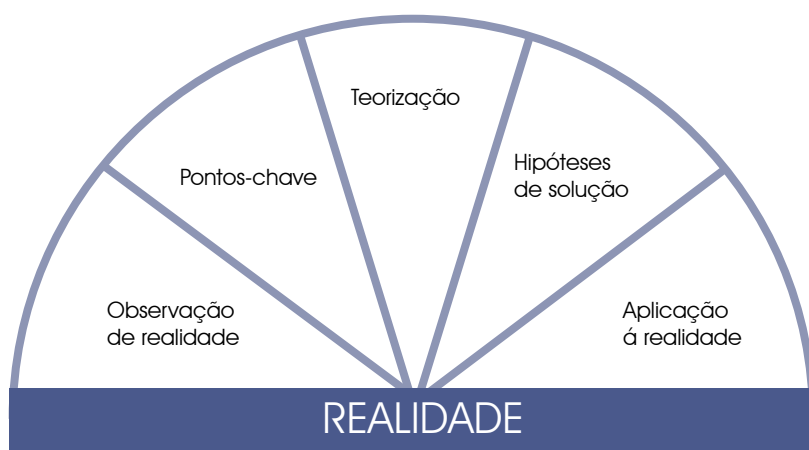 Observação
de realidade
Pontos-chave
Teorização
Hipóteses
de solução
Aplicação
á realidade
REALIDADE